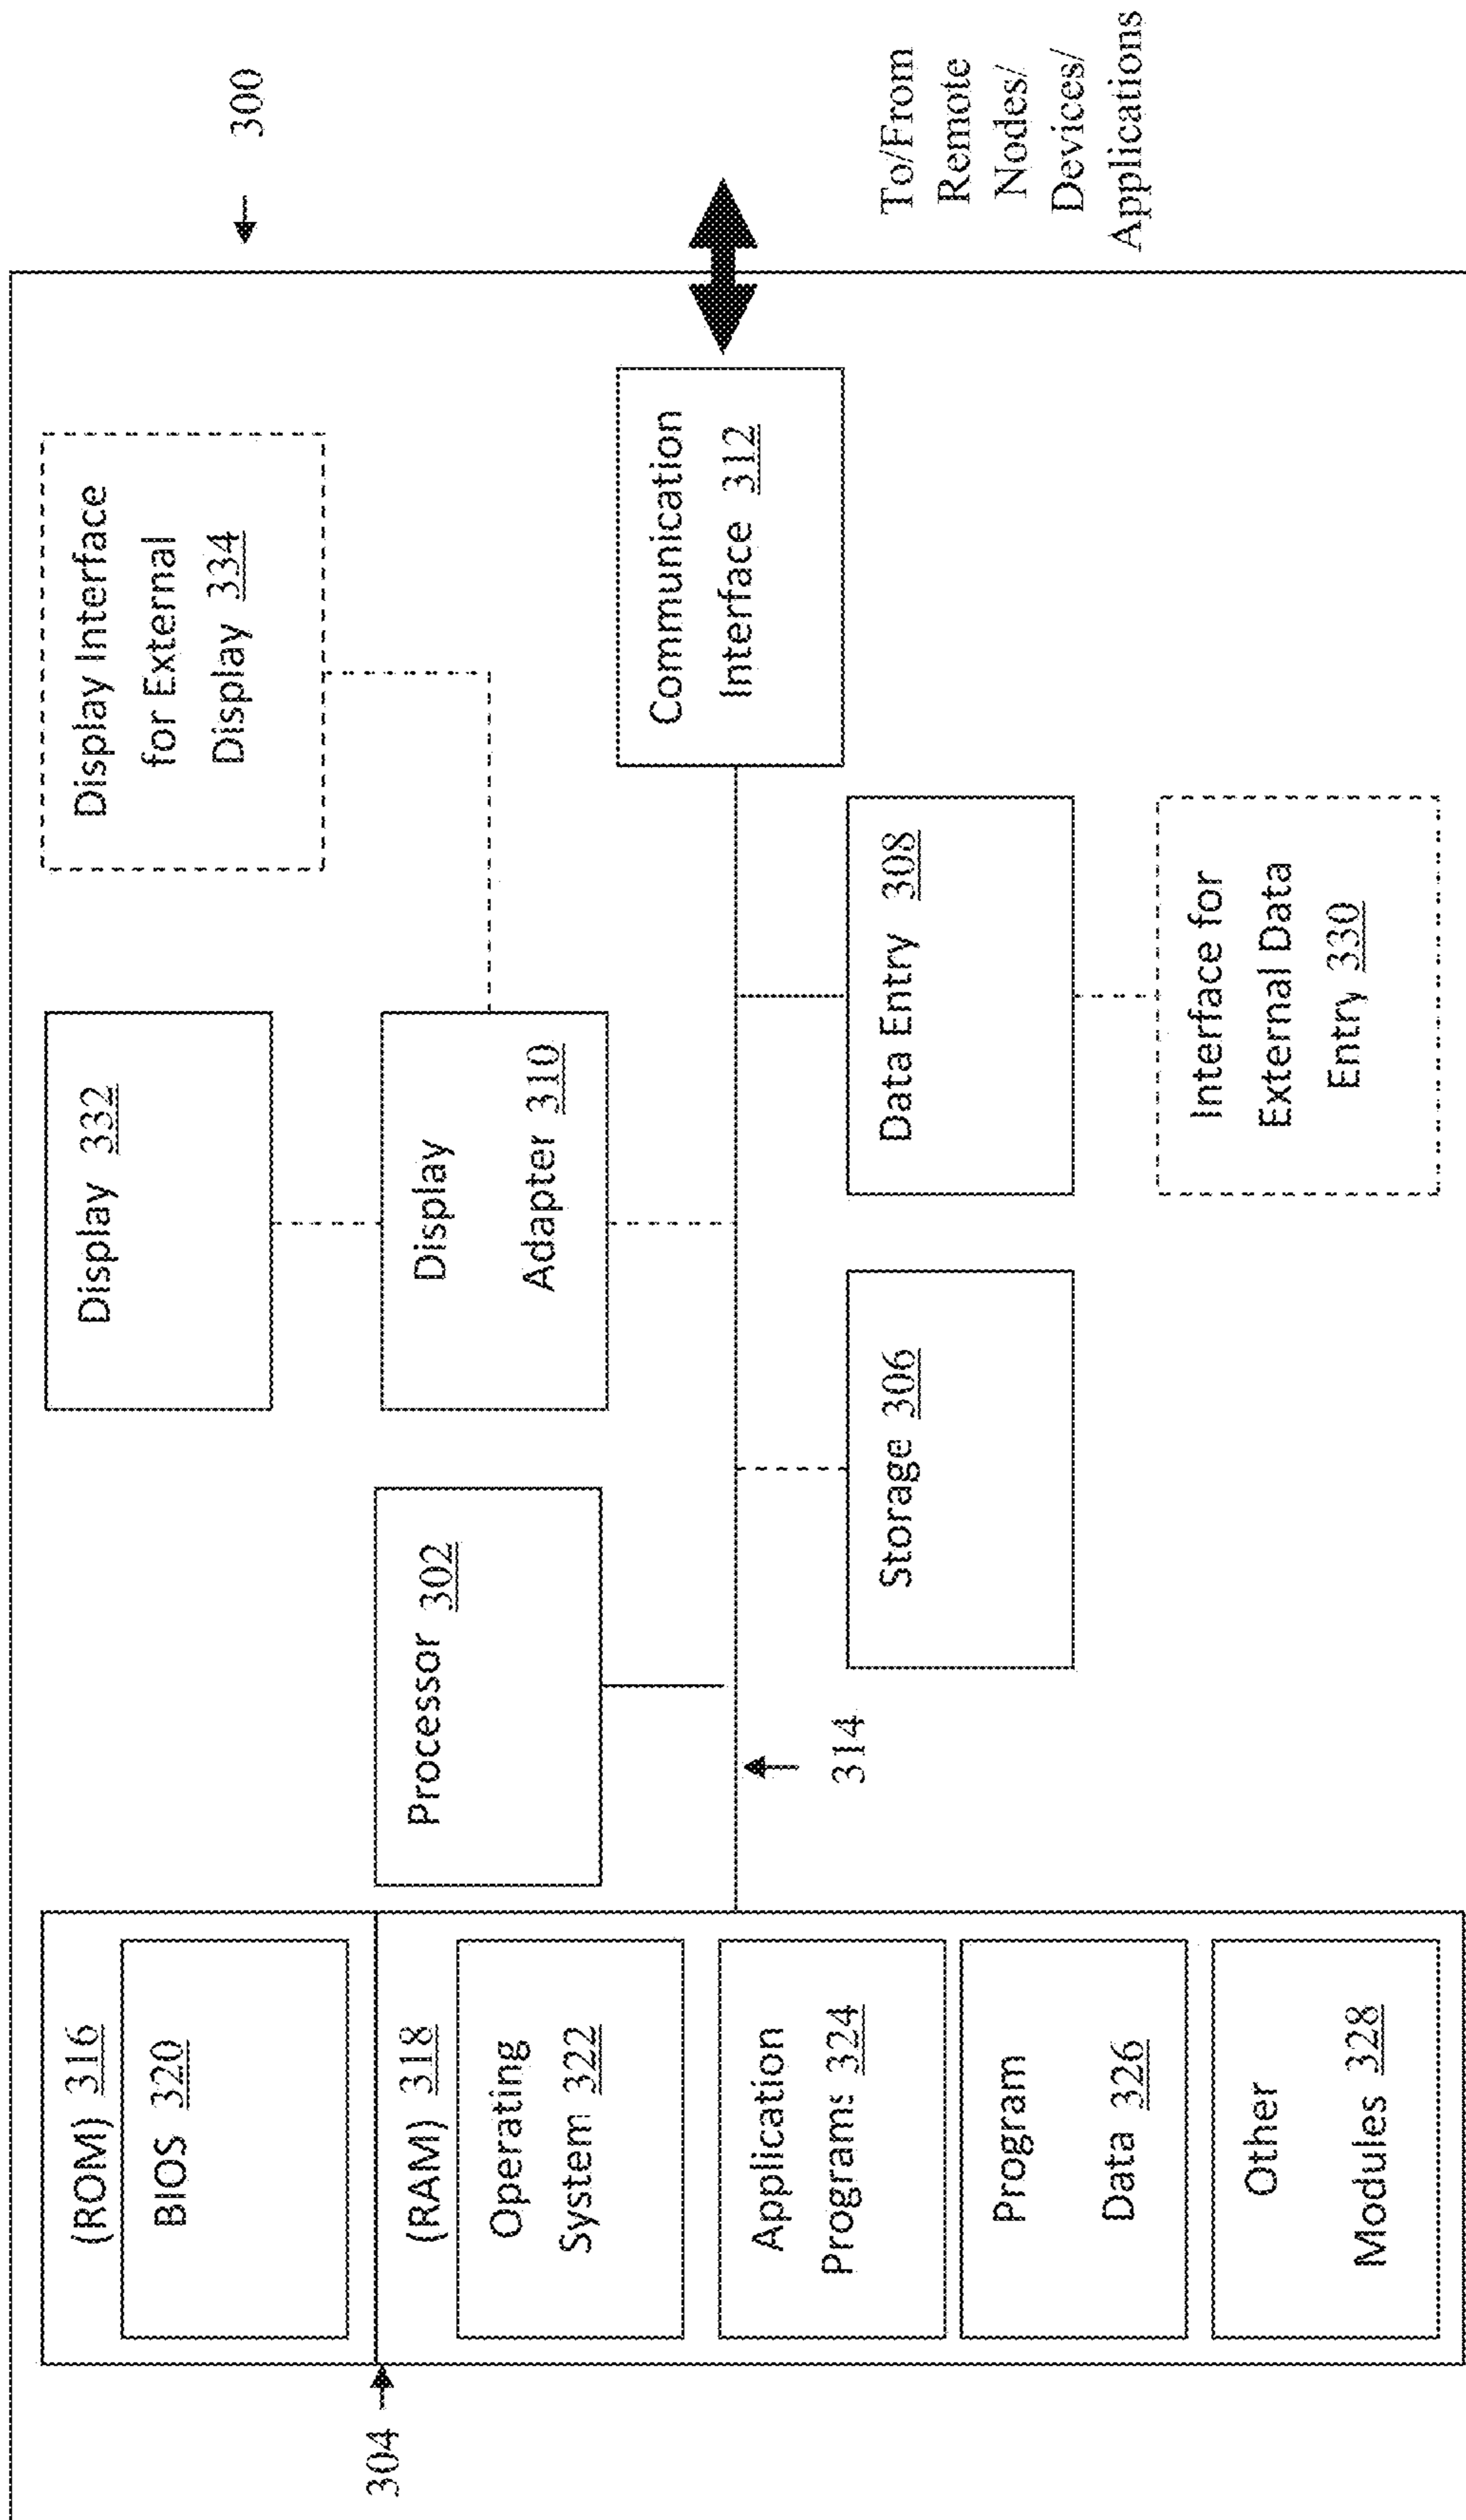 300
(ROM) 316
BIOS 320
304
(RAM) 318
Operating
System 322
Application
Programs 324
Program
Data 326
Other
Modules 328
Processor 302
314
Storage 306
Display 332
Display
Adapter 310
Data Entry 308
Interface for
External Data
Entry 330
Display Interface
for External
Display 334
Communication
Interface 312
To/From
Remote
Nodes/
Devices/
Applications